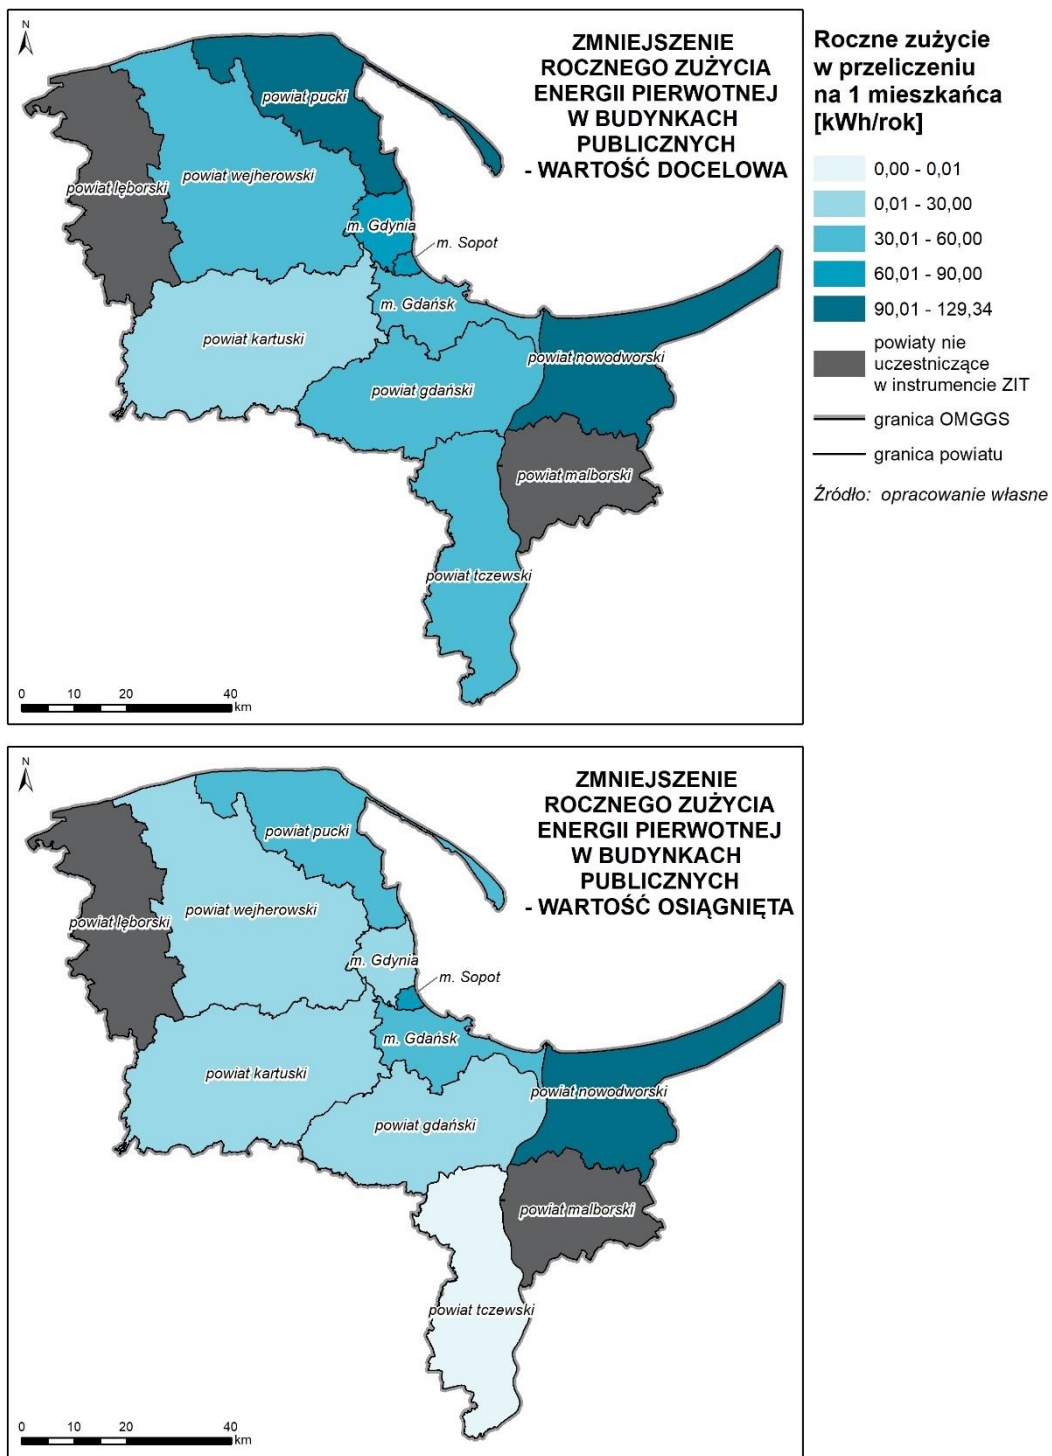 N
ZMNIEJSZENIE
ROCZNEGO ZUŻYCIA
ENERGII PIERWOTNEJ
W BUDYNKACH
PUBLICZNYCH
- WARTOŚĆ DOCELOWA
powiat pucki
powiat lęborski
powiat wejherowski
m. Gdynia
m. Sopot
m. Gdańsk
powiat kartuski
powiat nowodworski
powiat gdański
powiat malborski
powiat tczewski
0 10 20 40
km
Roczne zużycie
w przeliczeniu
na 1 mieszkańca
[kWh/rok]
0,00 - 0,01
0,01 - 30,00
30,01 - 60,00
60,01 - 90,00
90,01 - 129,34
powiaty nie
uczestniczące
w instrumencie ZIT
granica OMGGS
granica powiatu
Źródło: opracowanie własne
N
ZMNIEJSZENIE
ROCZNEGO ZUŻYCIA
ENERGII PIERWOTNEJ
W BUDYNKACH
PUBLICZNYCH
- WARTOŚĆ OSIĄGNIĘTA
powiat pucki
powiat lęborski
powiat wejherowski
m. Gdynia
m. Sopot
m. Gdańsk
powiat kartuski
powiat nowodworski
powiat gdański
powiat malborski
powiat tczewski
0 10 20 40
km